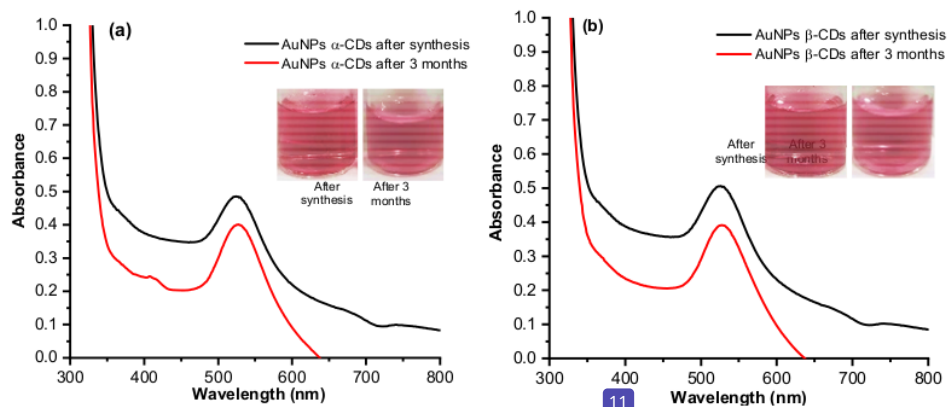 (a)
AuNPs α-CDs after synthesis
AuNPs α-CDs after 3 months
After
synthesis
After 3
months
Absorbance
1.0
0.9
0.8
0.7
0.6
0.5
0.4
0.3
0.2
0.1
0.0
300 400 500 600 700 800
Wavelength (nm)
(b)
AuNPs β-CDs after synthesis
AuNPs β-CDs after 3 months
After
synthesis
After 3
months
Absorbance
1.0
0.9
0.8
0.7
0.6
0.5
0.4
0.3
0.2
0.1
0.0
300 400 500 600 700 800
Wavelength (nm)
11